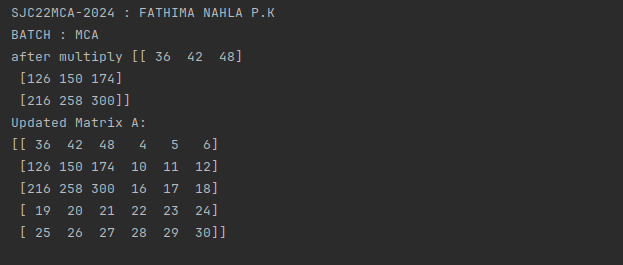 SJC22MCA-2024 : FATHIMA NAHLA P.K
BATCH : MCA
after multiply [[ 36  42  48]
 [126 150 174]
 [216 258 300]]
Updated Matrix A:
[[ 36  42  48   4   5   6]
 [126 150 174  10  11  12]
 [216 258 300  16  17  18]
 [ 19  20  21  22  23  24]
 [ 25  26  27  28  29  30]]